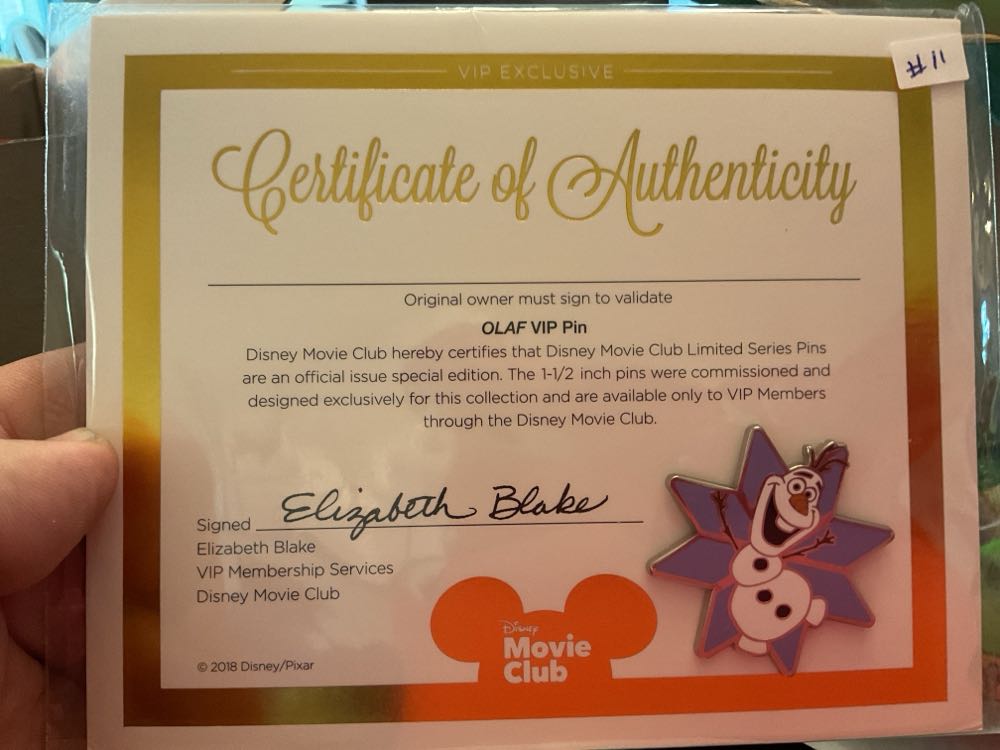 #11
VIP EXCLUSIVE
Certificate of Authenticity
Original owner must sign to validate
OLAF VIP Pin
Disney Movie Club hereby certifies that Disney Movie Club Limited Series Pins
are an official issue special edition. The 1-1/2 inch pins were commissioned and
designed exclusively for this collection and are available only to VIP Members
through the Disney Movie Club.
Signed Elizabeth Blake
Elizabeth Blake
VIP Membership Services
Disney Movie Club
Disney
Movie
Club
© 2018 Disney/Pixar